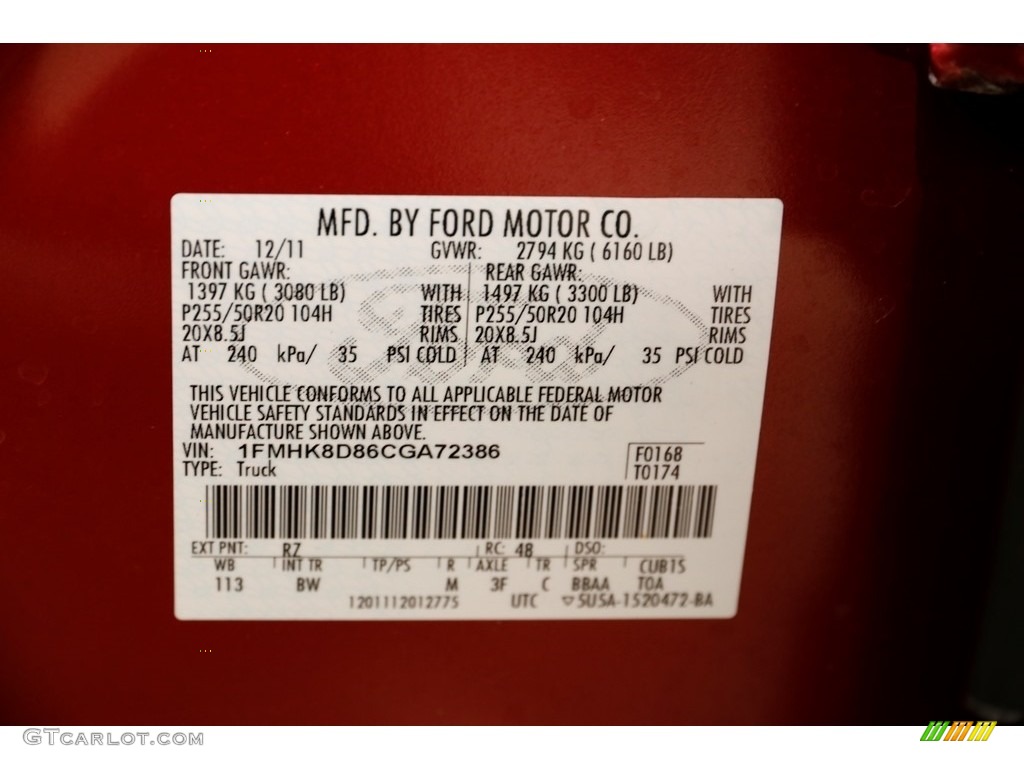 MFD. BY FORD MOTOR CO.
DATE: 12/11 GVWR: 2794 KG ( 6160 LB)
FRONT GAWR: REAR GAWR:
1397 KG ( 3080 LB) WITH 1497 KG ( 3300 LB) WITH
P255/50R20 104H TIRES P255/50R20 104H TIRES
20X8.5J RIMS 20X8.5J RIMS
AT 240 kPa/ 35 PSI COLD AT 240 kPa/ 35 PSI COLD
Ford
THIS VEHICLE CONFORMS TO ALL APPLICABLE FEDERAL MOTOR
VEHICLE SAFETY STANDARDS IN EFFECT ON THE DATE OF
MANUFACTURE SHOWN ABOVE.
VIN: 1FMHK8D86CGA72386 F0168
TYPE: Truck T0174
EXT PNT: RZ RC: 48 DSO:
WB INT TR TP/PS R AXLE TR SPR CUB1S
113 BW M 3F C BBAA TOA
1201112012775 UTC ▽SUSA-1520472-BA
GTCarlot.com